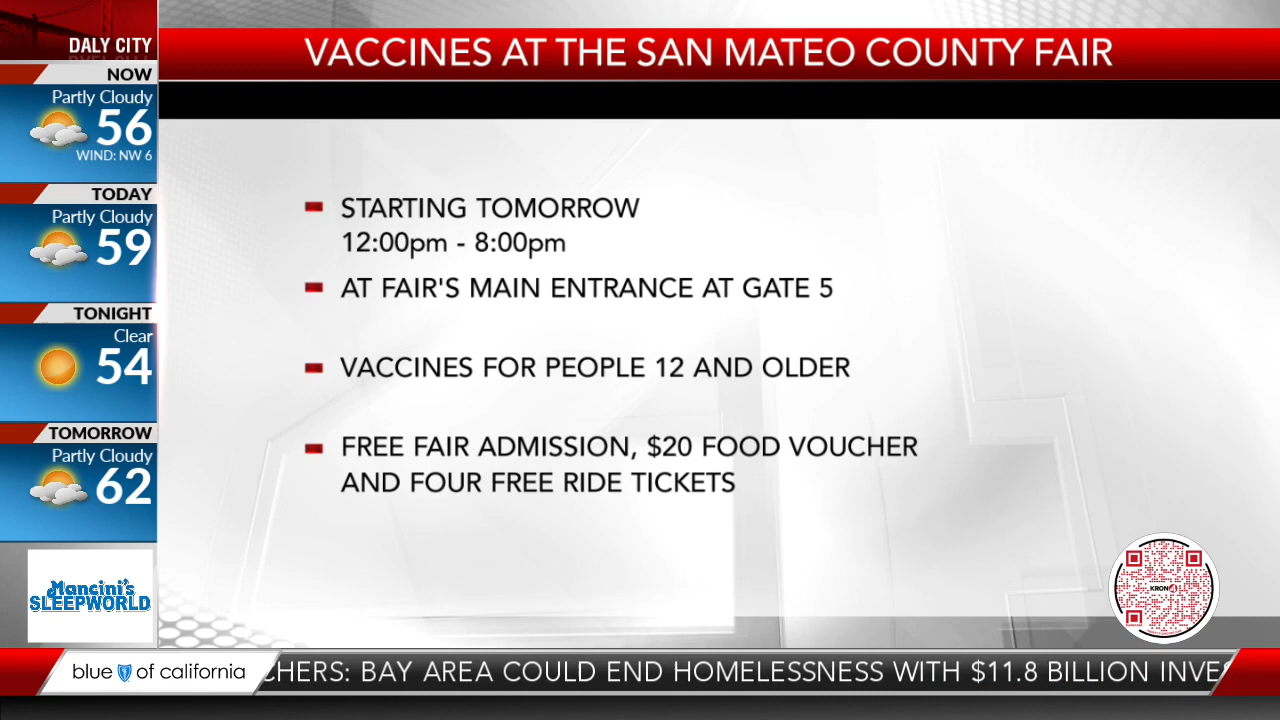 DALY CITY
NOW
Partly Cloudy
56
WIND: NW 6
TODAY
Partly Cloudy
59
TONIGHT
Clear
54
TOMORROW
Partly Cloudy
62
Mancini's
SLEEPWORLD
VACCINES AT THE SAN MATEO COUNTY FAIR
STARTING TOMORROW
12:00pm - 8:00pm
AT FAIR'S MAIN ENTRANCE AT GATE 5
VACCINES FOR PEOPLE 12 AND OLDER
FREE FAIR ADMISSION, $20 FOOD VOUCHER
AND FOUR FREE RIDE TICKETS
KRON4
blue of california
CHERS: BAY AREA COULD END HOMELESSNESS WITH $11.8 BILLION INVES